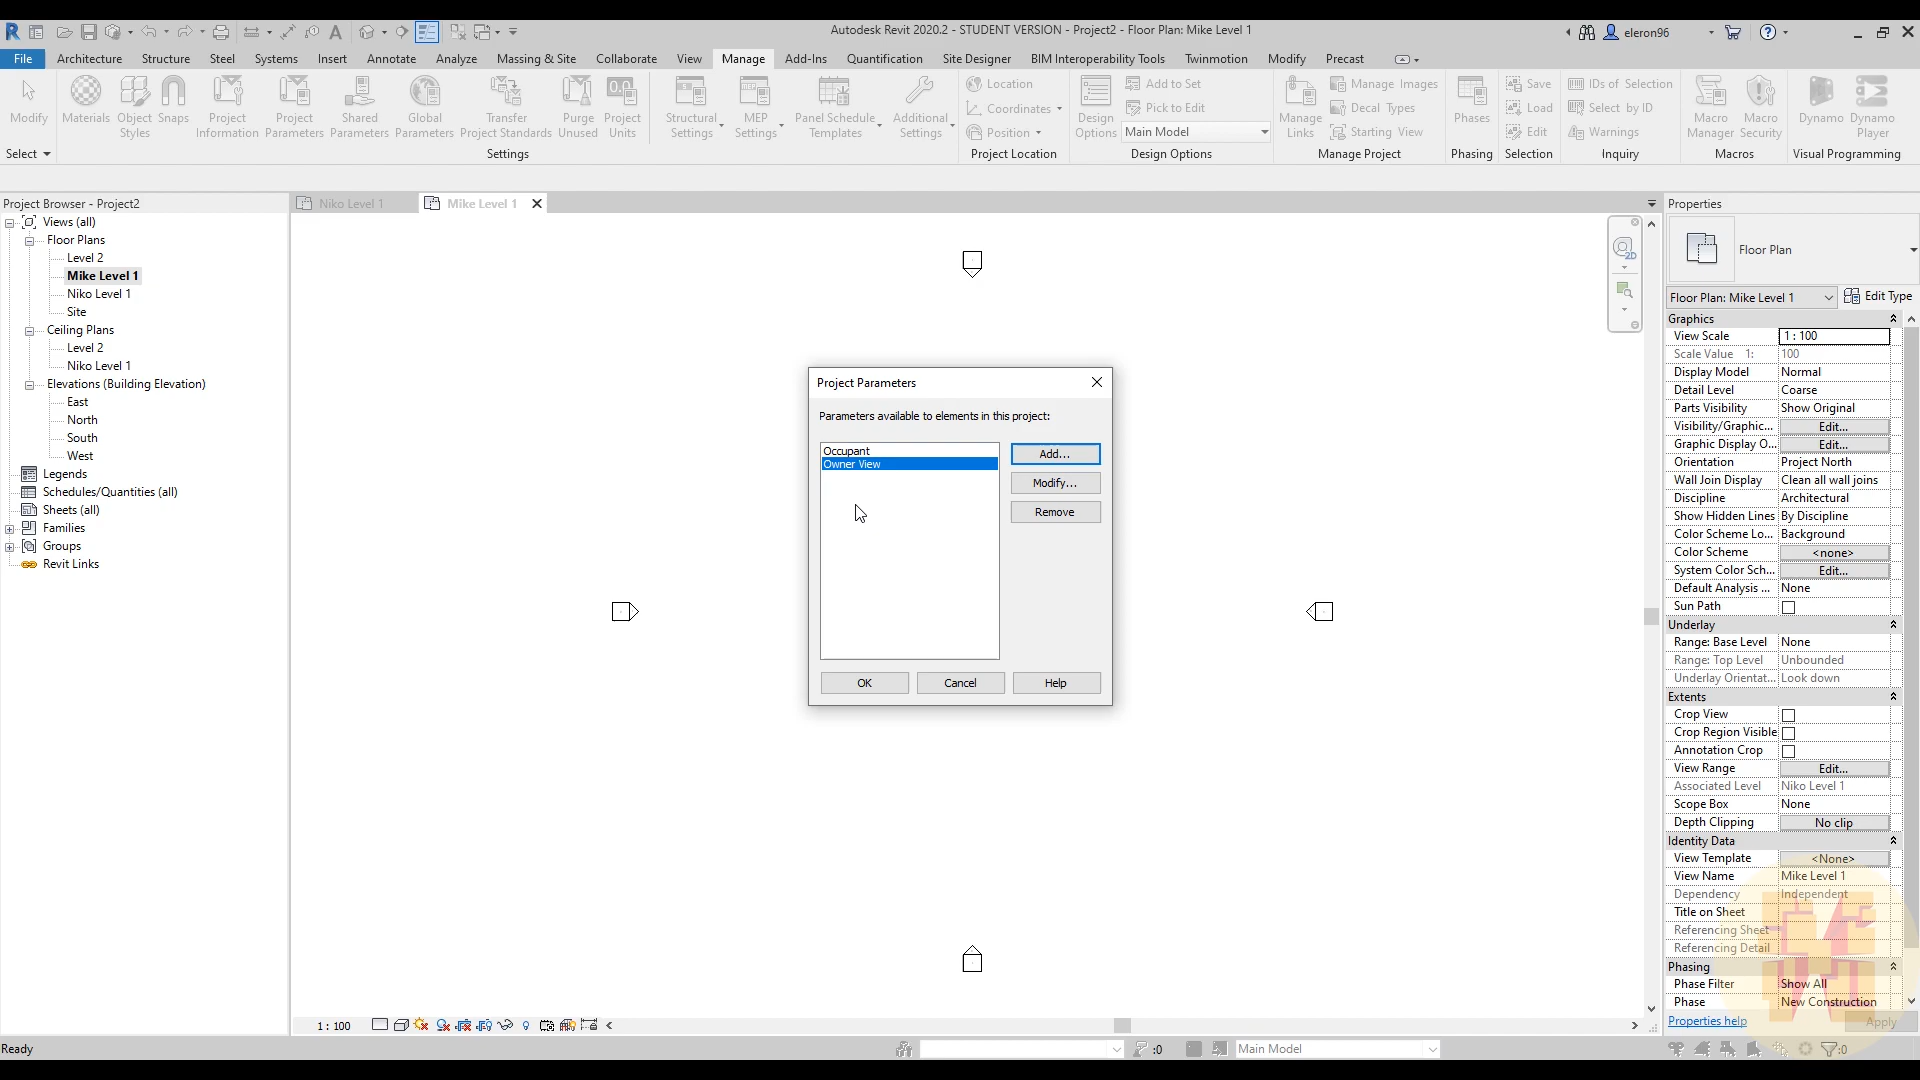 Autodesk Revit 2020.2 - STUDENT VERSION - Project2 - Floor Plan: Mike Level 1
eleron96
File Architecture Structure Steel Systems Insert Annotate Analyze Massing & Site Collaborate View Manage Add-Ins Quantification Site Designer BIM Interoperability Tools Twinmotion Modify Precast
Modify
Materials
Object Styles
Snaps
Project Information
Project Parameters
Shared Parameters
Global Parameters
Transfer Project Standards
Purge Unused
Project Units
Structural Settings
MEP Settings
Panel Schedule Templates
Additional Settings
Location
Coordinates
Position
Design Options
Add to Set
Pick to Edit
Main Model
Manage Links
Manage Images
Decal Types
Starting View
Phases
Save
Load
Edit
IDs of Selection
Select by ID
Warnings
Macro Manager
Macro Security
Dynamo
Dynamo Player
Select Settings Project Location Design Options Manage Project Phasing Selection Inquiry Macros Visual Programming
Project Browser - Project2
Views (all)
Floor Plans
Level 2
Mike Level 1
Niko Level 1
Site
Ceiling Plans
Level 2
Niko Level 1
Elevations (Building Elevation)
East
North
South
West
Legends
Schedules/Quantities (all)
Sheets (all)
Families
Groups
Revit Links
Niko Level 1
Mike Level 1
2D
Project Parameters
Parameters available to elements in this project:
Occupant
Owner View
Add...
Modify...
Remove
OK Cancel Help
Properties
Floor Plan
Floor Plan: Mike Level 1 Edit Type
Graphics
View Scale 1 : 100
Scale Value 1: 100
Display Model Normal
Detail Level Coarse
Parts Visibility Show Original
Visibility/Graphic... Edit...
Graphic Display O... Edit...
Orientation Project North
Wall Join Display Clean all wall joins
Discipline Architectural
Show Hidden Lines By Discipline
Color Scheme Lo... Background
Color Scheme <none>
System Color Sch... Edit...
Default Analysis ... None
Sun Path
Underlay
Range: Base Level None
Range: Top Level Unbounded
Underlay Orientat... Look down
Extents
Crop View
Crop Region Visible
Annotation Crop
View Range Edit...
Associated Level Niko Level 1
Scope Box None
Depth Clipping No clip
Identity Data
View Template <None>
View Name Mike Level 1
Dependency Independent
Title on Sheet
Referencing Sheet
Referencing Detail
Phasing
Phase Filter Show All
Phase New Construction
Properties help Apply
1 : 100
Ready
:0
Main Model
:0